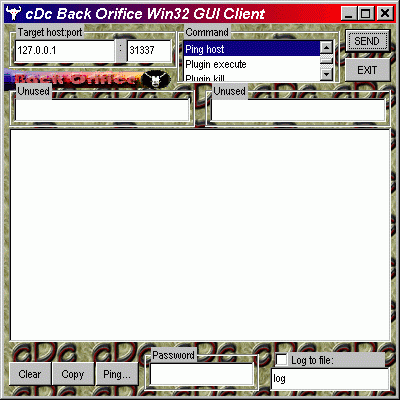 cDc Back Orifice Win32 GUI Client
Target host:port
127.0.0.1 : 31337
Command
Ping host
Plugin execute
Plugin kill
SEND
EXIT
Back Orifice
Unused
Unused
Clear
Copy
Ping...
Password
Log to file:
log